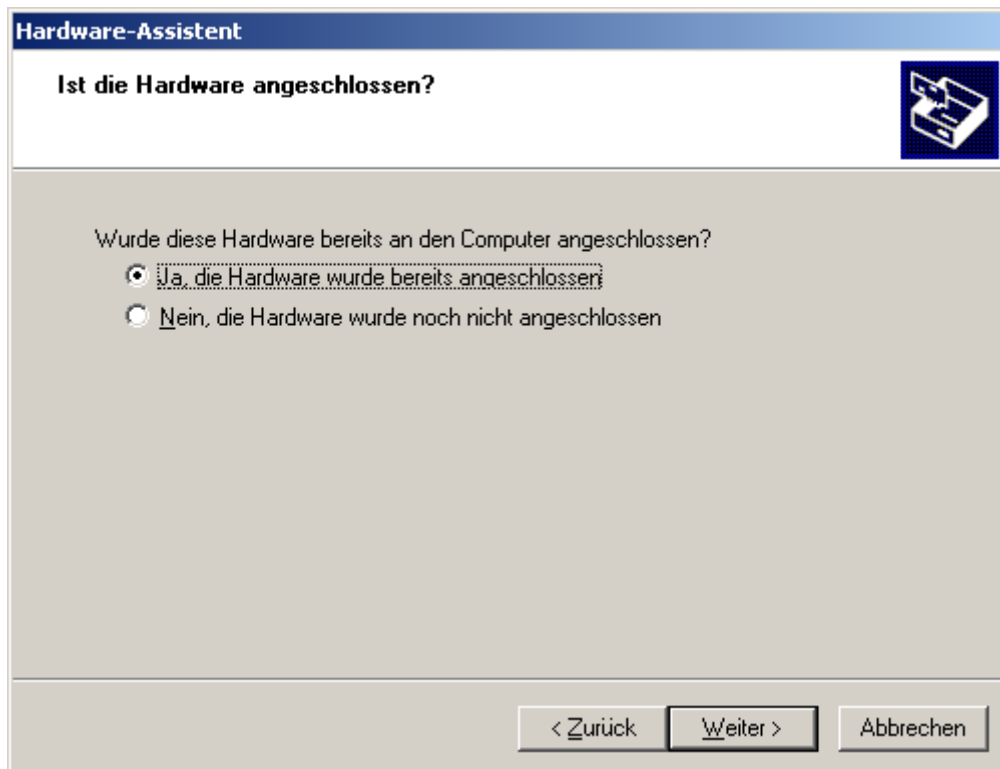 Hardware-Assistent
Ist die Hardware angeschlossen?
Wurde diese Hardware bereits an den Computer angeschlossen?
Ja, die Hardware wurde bereits angeschlossen
Nein, die Hardware wurde noch nicht angeschlossen
< Zurück Weiter > Abbrechen